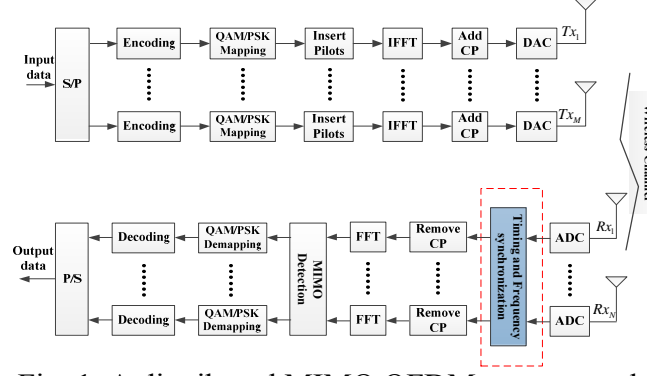 Input
data
S/P
Encoding
QAM/PSK
Mapping
Insert
Pilots
IFFT
Add
CP
DAC
Tx1
Encoding
QAM/PSK
Mapping
Insert
Pilots
IFFT
Add
CP
DAC
TxM
Output
data
P/S
Decoding
QAM/PSK
Demapping
MIMO
Detection
FFT
Remove
CP
Timing and Frequency
synchronization
ADC
Rx1
Decoding
QAM/PSK
Demapping
FFT
Remove
CP
ADC
RxN